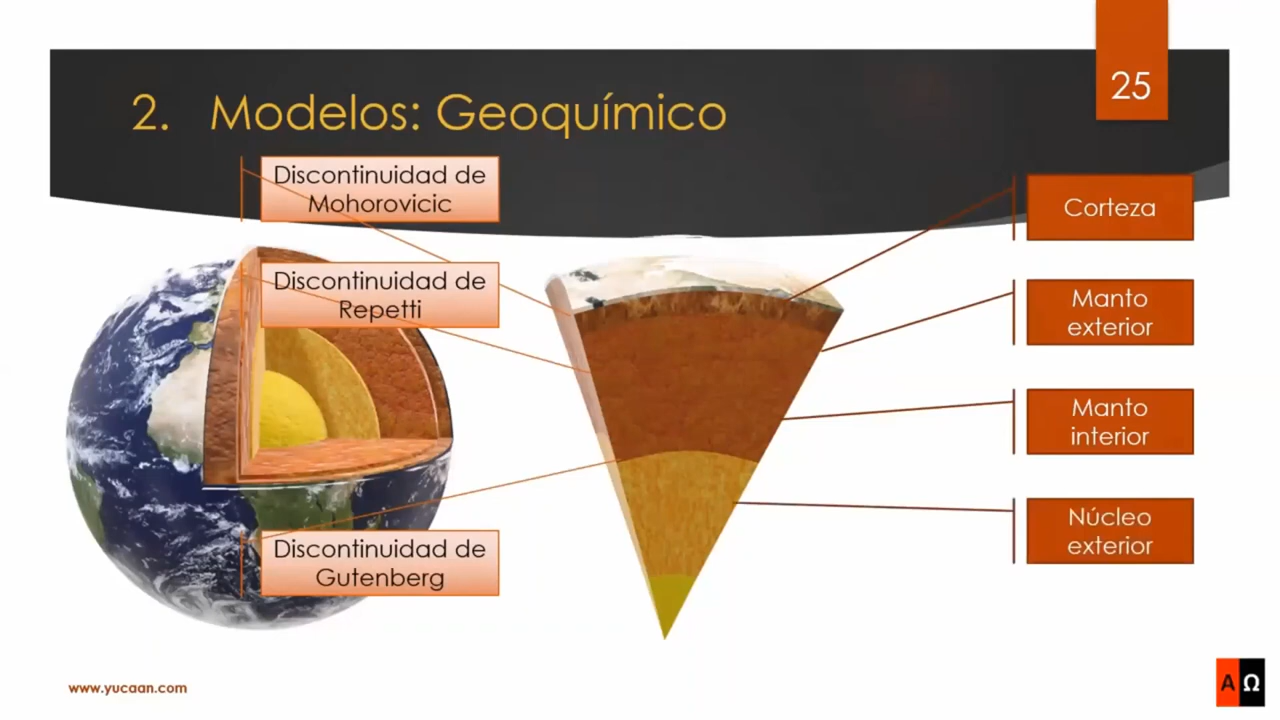 25
2. Modelos: Geoquímico
Discontinuidad de
Mohorovicic
Corteza
Discontinuidad de
Repetti
Manto
exterior
Manto
interior
Núcleo
exterior
Discontinuidad de
Gutenberg
www.yucaan.com
AΩ